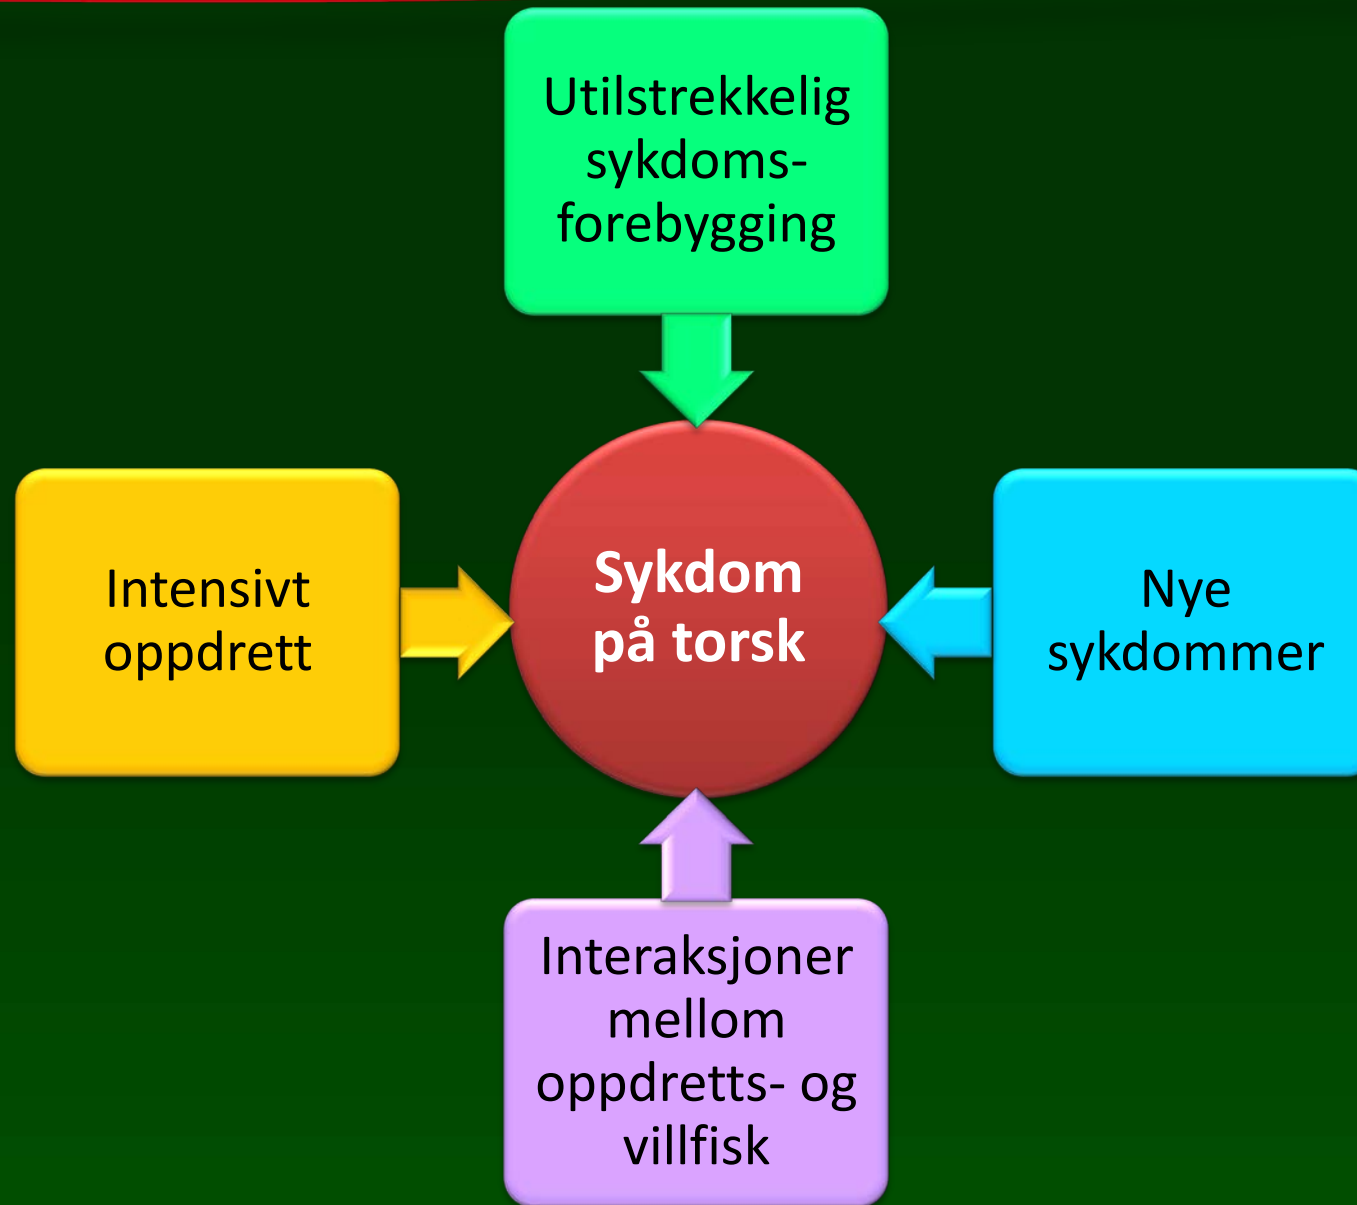 Utilstrekkelig
sykdoms-
forebygging
Intensivt
oppdrett
Sykdom
på torsk
Nye
sykdommer
Interaksjoner
mellom
oppdretts- og
villfisk